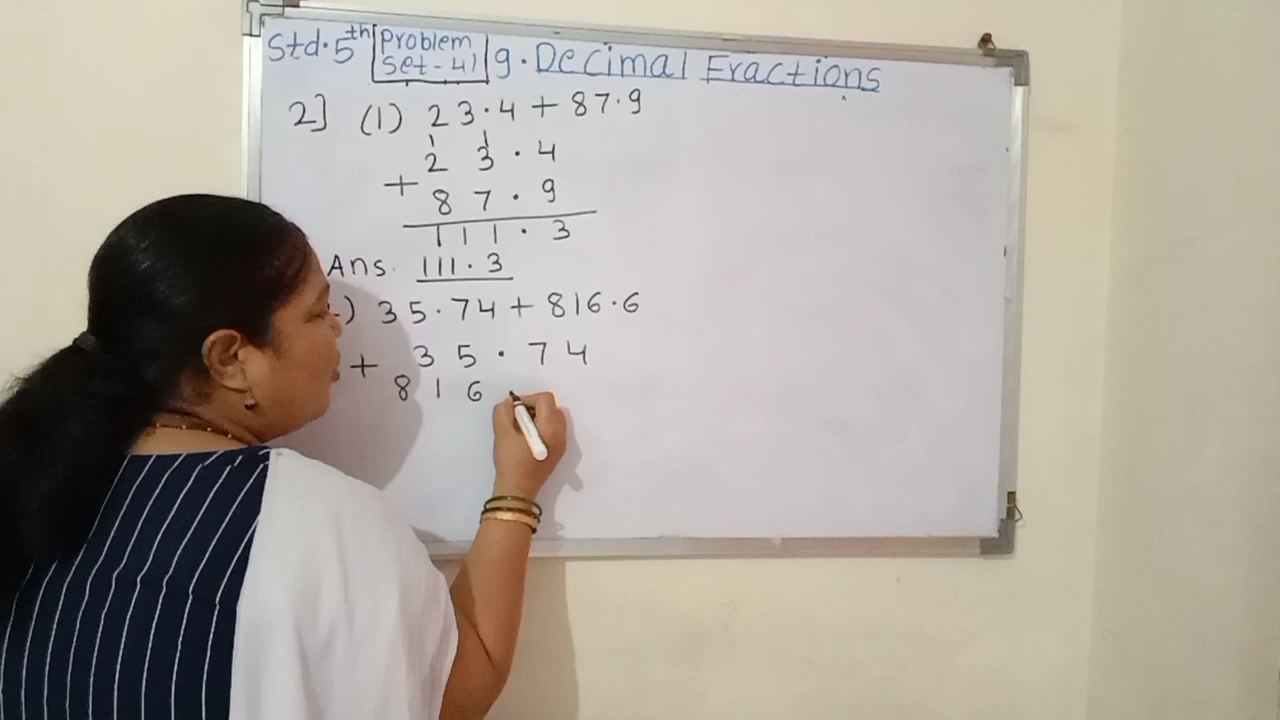 Std. 5th Problem Set-41 9. Decimal Fractions
2] (1) 23.4 + 87.9
1 1
2 3 . 4
+ 8 7 . 9
1 1 1 . 3
Ans. 111.3
) 35.74 + 816.6
+ 3 5 . 7 4
8 1 6 .